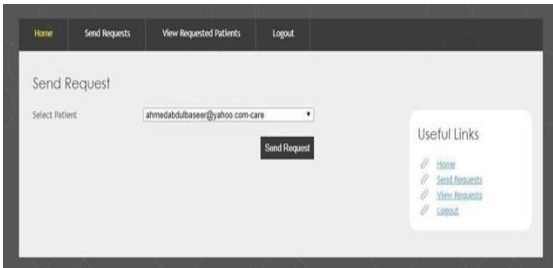 Home Send Requests View Requested Patients Logout
Send Request
Select Patient ahmedabdulbaseer@yahoo.com-care
Send Request
Useful Links
Home
Send Requests
View Requests
Logout